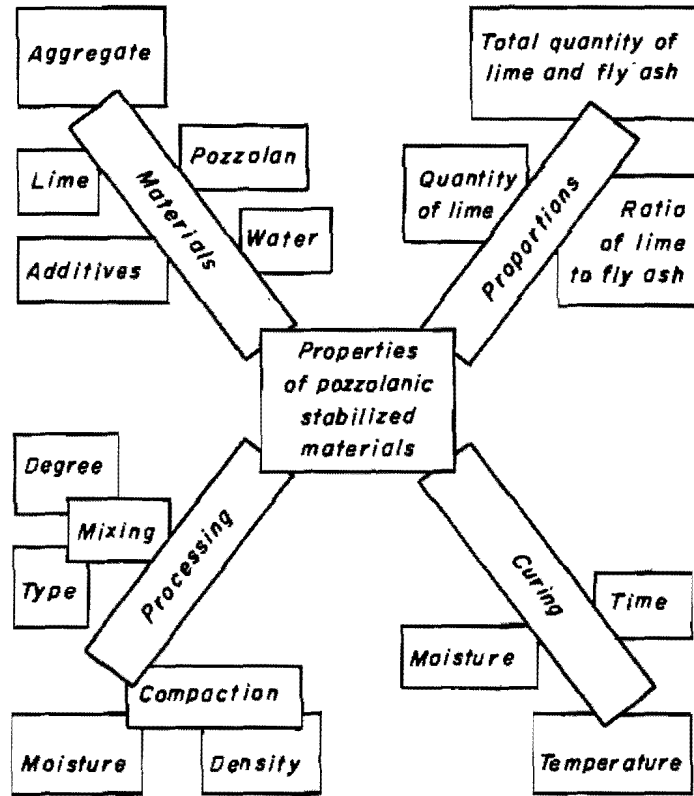 Aggregate
Pozzolan
Lime
Materials
Water
Additives
Total quantity of
lime and fly ash
Quantity
of lime
Proportions
Ratio
of lime
to fly ash
Properties
of pozzolanic
stabilized
materials
Degree
Mixing
Type
Processing
Compaction
Moisture
Density
Curing
Time
Moisture
Temperature